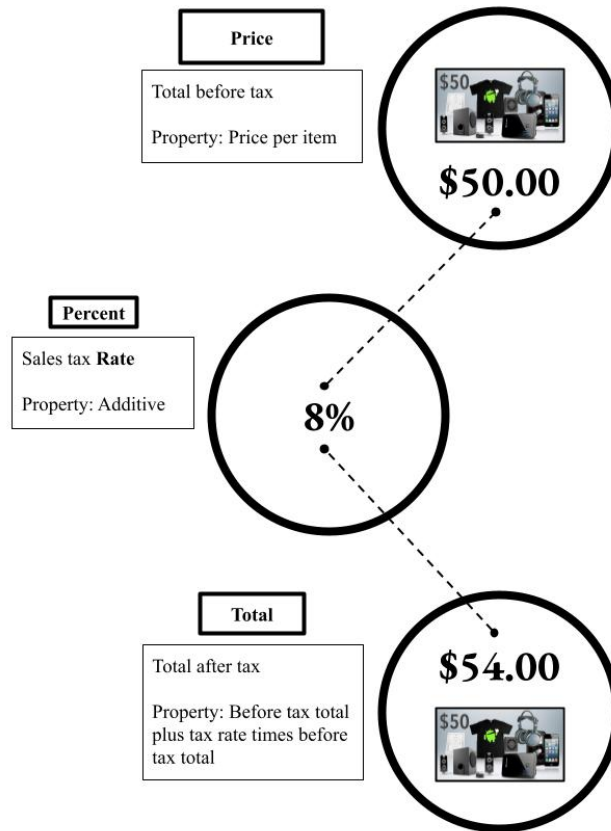 Price
Total before tax
Property: Price per item
$50
$50.00
Percent
Sales tax Rate
Property: Additive
8%
Total
Total after tax
Property: Before tax total
plus tax rate times before
tax total
$54.00
$50